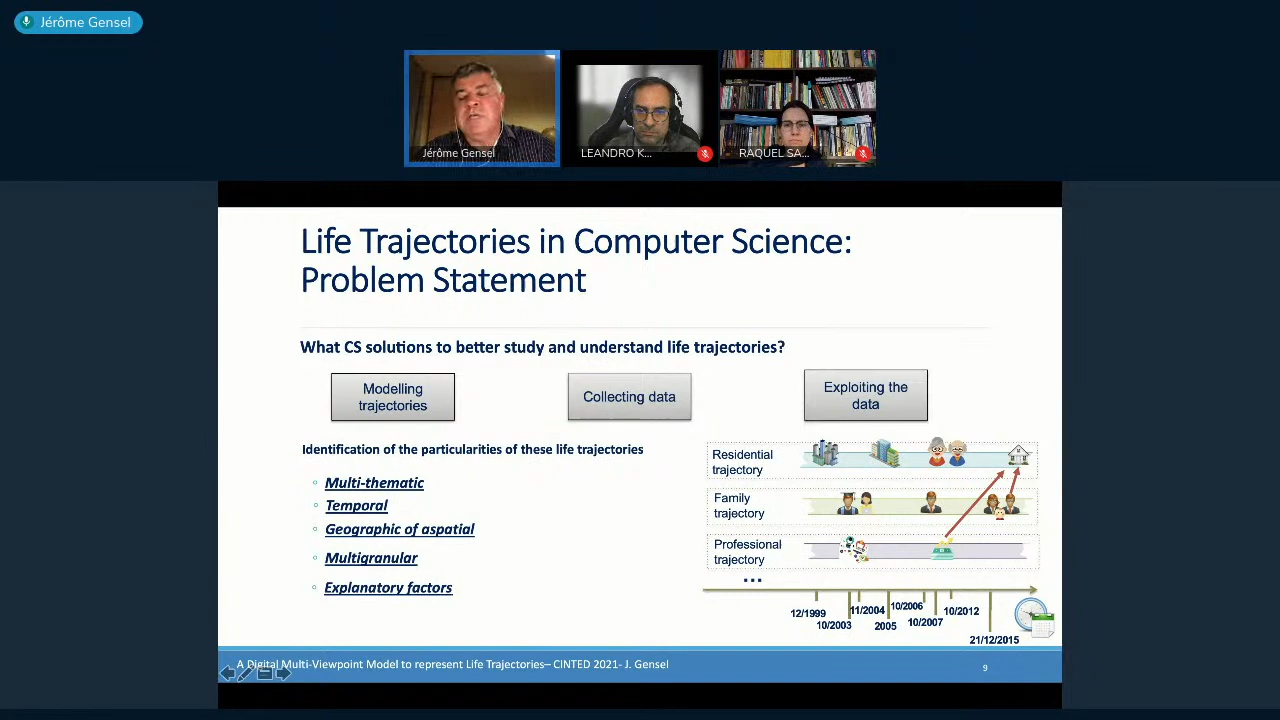 Jérôme Gensel
Jérôme Gensel
LEANDRO K...
RAQUEL SA...
Life Trajectories in Computer Science:
Problem Statement
What CS solutions to better study and understand life trajectories?
Modelling
trajectories
Collecting data
Exploiting the
data
Identification of the particularities of these life trajectories
Multi-thematic
Temporal
Geographic of aspatial
Multigranular
Explanatory factors
Residential
trajectory
Family
trajectory
Professional
trajectory
...
12/1999
10/2003
11/2004
2005
10/2006
10/2007
10/2012
21/12/2015
A Digital Multi-Viewpoint Model to represent Life Trajectories– CINTED 2021- J. Gensel
9